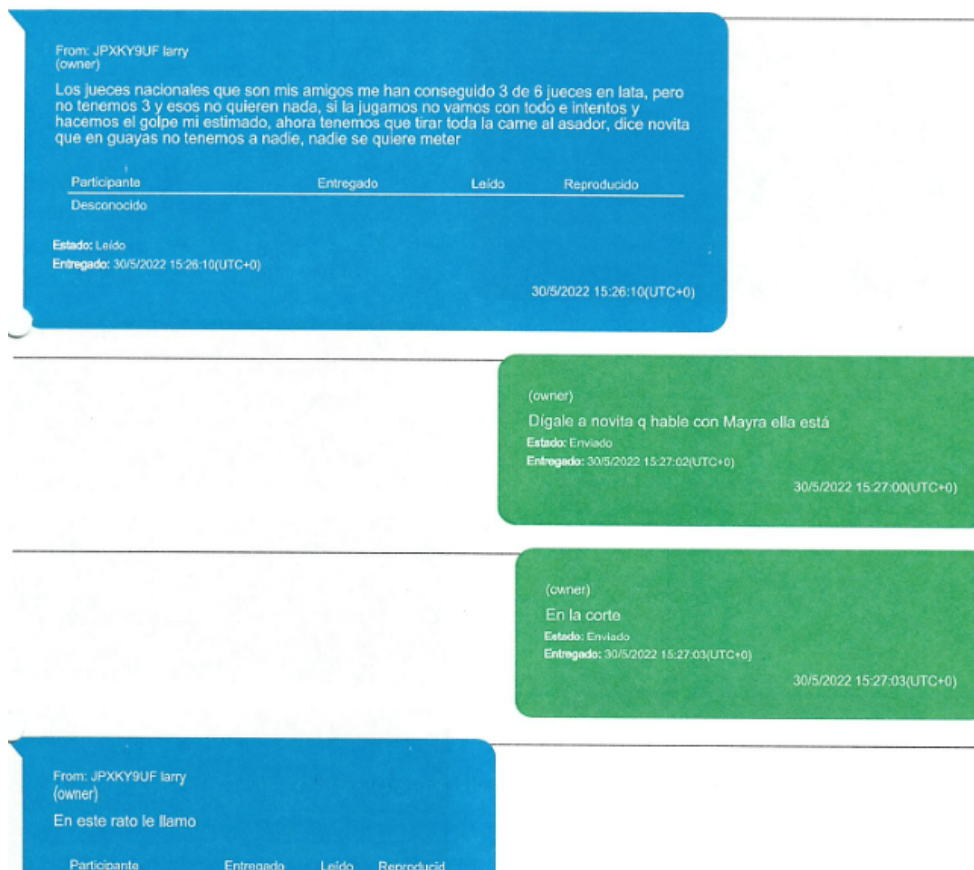 From: JPXKY9UF larry
(owner)
Los jueces nacionales que son mis amigos me han conseguido 3 de 6 jueces en lata, pero
no tenemos 3 y esos no quieren nada, si la jugamos no vamos con todo e intentos y
hacemos el golpe mi estimado, ahora tenemos que tirar toda la carne al asador, dice novita
que en guayas no tenemos a nadie, nadie se quiere meter
Participante Entregado Leído Reproducido
Desconocido
Estado: Leído
Entregado: 30/5/2022 15:26:10(UTC+0)
30/5/2022 15:26:10(UTC+0)
(owner)
Dígale a novita q hable con Mayra ella está
Estado: Enviado
Entregado: 30/5/2022 15:27:02(UTC+0)
30/5/2022 15:27:00(UTC+0)
(owner)
En la corte
Estado: Enviado
Entregado: 30/5/2022 15:27:03(UTC+0)
30/5/2022 15:27:03(UTC+0)
From: JPXKY9UF larry
(owner)
En este rato le llamo
Participante Entregado Leído Reproducid